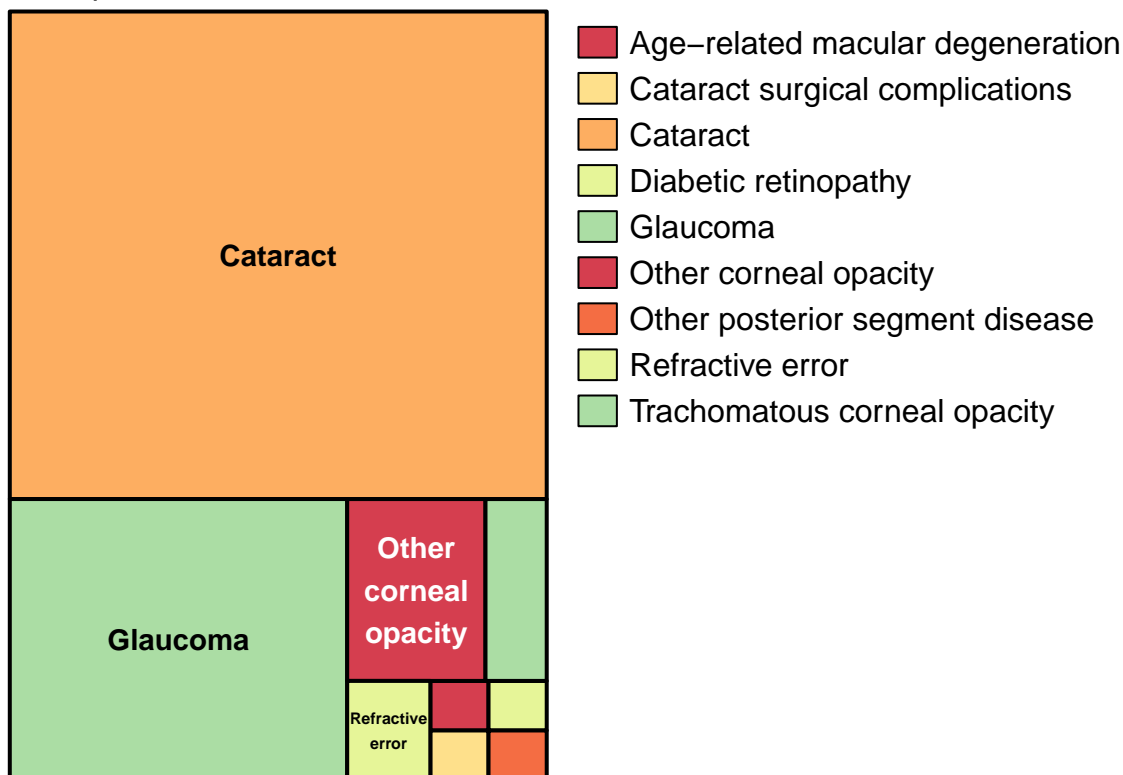 Age−related macular degeneration
Cataract surgical complications
Cataract
Diabetic retinopathy
Glaucoma
Other corneal opacity
Other posterior segment disease
Refractive error
Trachomatous corneal opacity
Cataract
Glaucoma
Other
corneal
opacity
Refractive
error